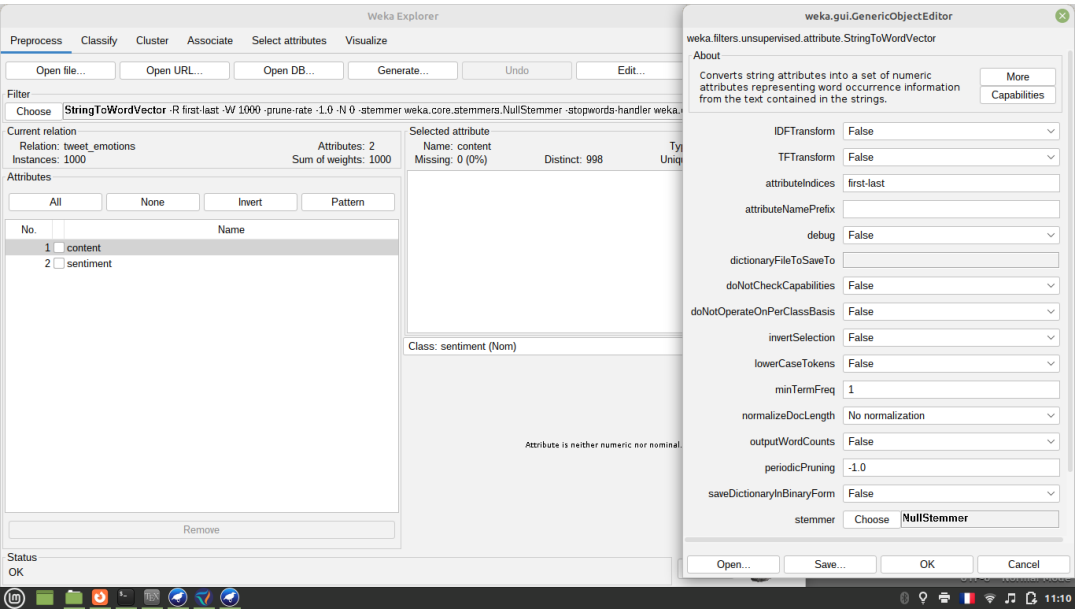 Weka Explorer
Preprocess Classify Cluster Associate Select attributes Visualize
Open file... Open URL... Open DB... Generate... Undo Edit...
Filter
Choose StringToWordVector -R first-last -W 1000 -prune-rate -1.0 -N 0 -stemmer weka.core.stemmers.NullStemmer -stopwords-handler weka.
Current relation
Relation: tweet_emotions Attributes: 2
Instances: 1000 Sum of weights: 1000
Attributes
All None Invert Pattern
No. Name
1 content
2 sentiment
Remove
Status
OK
Selected attribute
Name: content Typ
Missing: 0 (0%) Distinct: 998 Uniqu
Class: sentiment (Nom)
Attribute is neither numeric nor nominal.
weka.gui.GenericObjectEditor
weka.filters.unsupervised.attribute.StringToWordVector
About
Converts string attributes into a set of numeric
attributes representing word occurrence information
from the text contained in the strings.
More
Capabilities
IDFTransform False
TFTransform False
attributeIndices first-last
attributeNamePrefix
debug False
dictionaryFileToSaveTo
doNotCheckCapabilities False
doNotOperateOnPerClassBasis False
invertSelection False
lowerCaseTokens False
minTermFreq 1
normalizeDocLength No normalization
outputWordCounts False
periodicPruning -1.0
saveDictionaryInBinaryForm False
stemmer Choose NullStemmer
Open... Save... OK Cancel
TEX
11:10